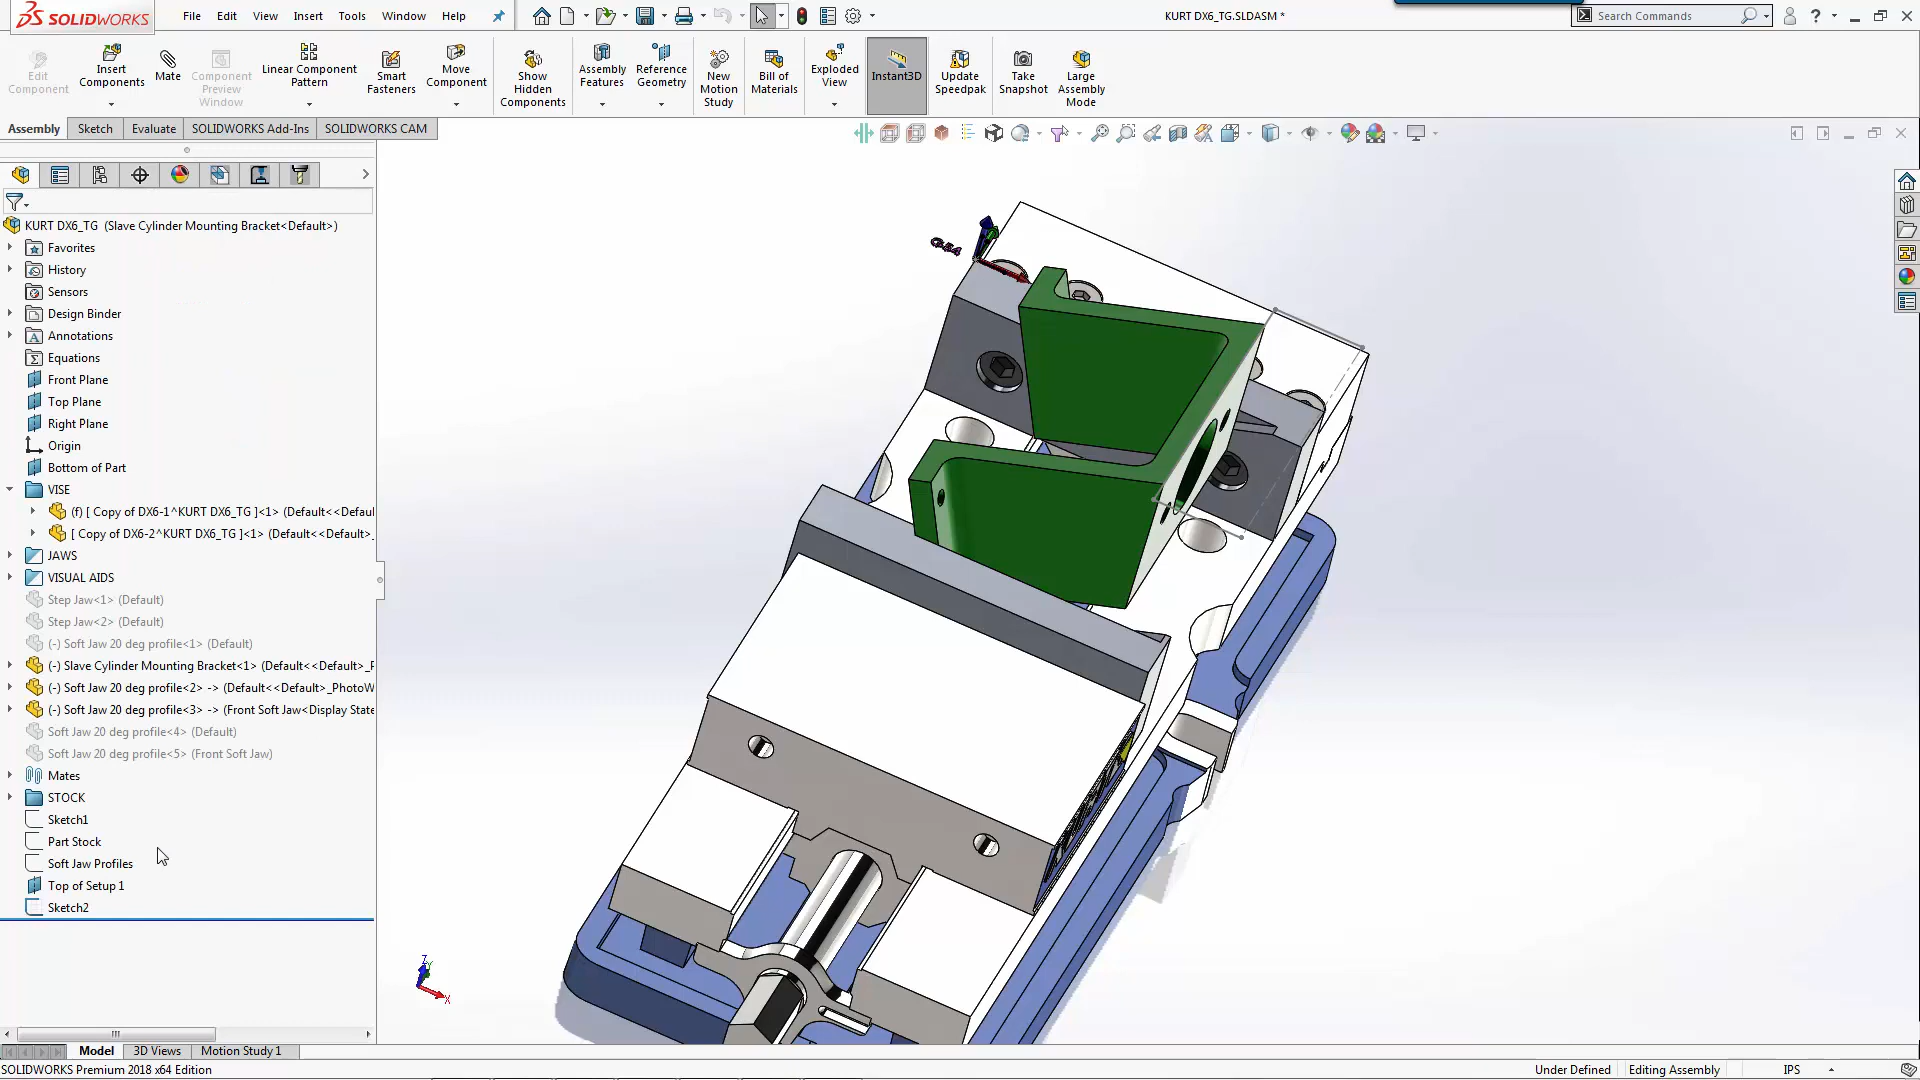 SOLIDWORKS File Edit View Insert Tools Window Help KURT DX6_TG.SLDASM * Search Commands ?
Edit Component
Insert Components
Mate
Component Preview Window
Linear Component Pattern
Smart Fasteners
Move Component
Show Hidden Components
Assembly Features
Reference Geometry
New Motion Study
Bill of Materials
Exploded View
Instant3D
Update Speedpak
Take Snapshot
Large Assembly Mode
Assembly Sketch Evaluate SOLIDWORKS Add-Ins SOLIDWORKS CAM
KURT DX6_TG (Slave Cylinder Mounting Bracket<Default>)
Favorites
History
Sensors
Design Binder
Annotations
Equations
Front Plane
Top Plane
Right Plane
Origin
Bottom of Part
VISE
(f) [ Copy of DX6-1^KURT DX6_TG ]<1> (Default<<Defaul
[ Copy of DX6-2^KURT DX6_TG ]<1> (Default<<Default>_
JAWS
VISUAL AIDS
Step Jaw<1> (Default)
Step Jaw<2> (Default)
(-) Soft Jaw 20 deg profile<1> (Default)
(-) Slave Cylinder Mounting Bracket<1> (Default<<Default>_P
(-) Soft Jaw 20 deg profile<2> -> (Default<<Default>_PhotoW
(-) Soft Jaw 20 deg profile<3> -> (Front Soft Jaw<Display State
(-) Soft Jaw 20 deg profile<4> (Default)
Soft Jaw 20 deg profile<5> (Front Soft Jaw)
Mates
STOCK
Sketch1
Part Stock
Soft Jaw Profiles
Top of Setup 1
Sketch2
G54
Z
Y
X
Model 3D Views Motion Study 1
SOLIDWORKS Premium 2018 x64 Edition Under Defined Editing Assembly IPS